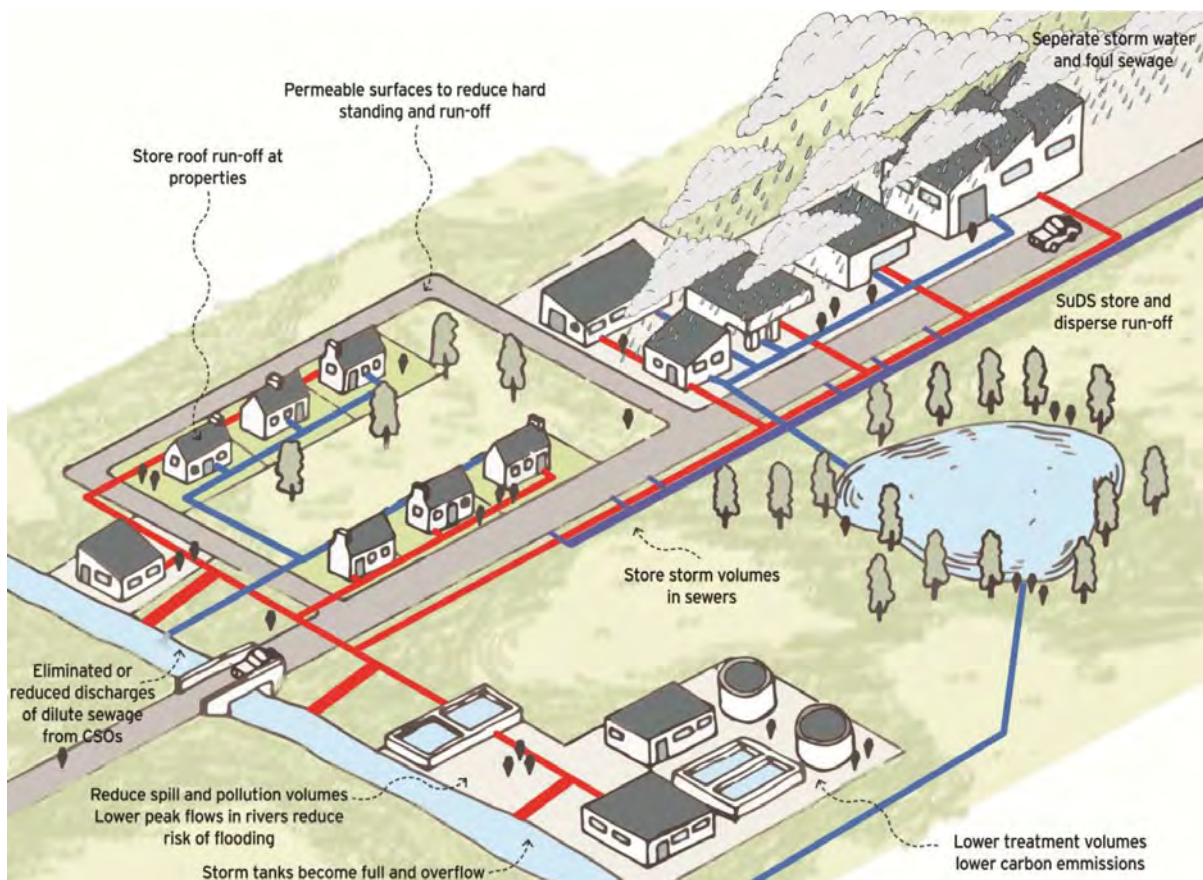 Seperate storm water
and foul sewage
Permeable surfaces to reduce hard
standing and run-off
Store roof run-off at
properties
SuDS store and
disperse run-off
Store storm volumes
in sewers
Eliminated or
reduced discharges
of dilute sewage
from CSOs
Reduce spill and pollution volumes
Lower peak flows in rivers reduce
risk of flooding
Storm tanks become full and overflow
Lower treatment volumes
lower carbon emmissions